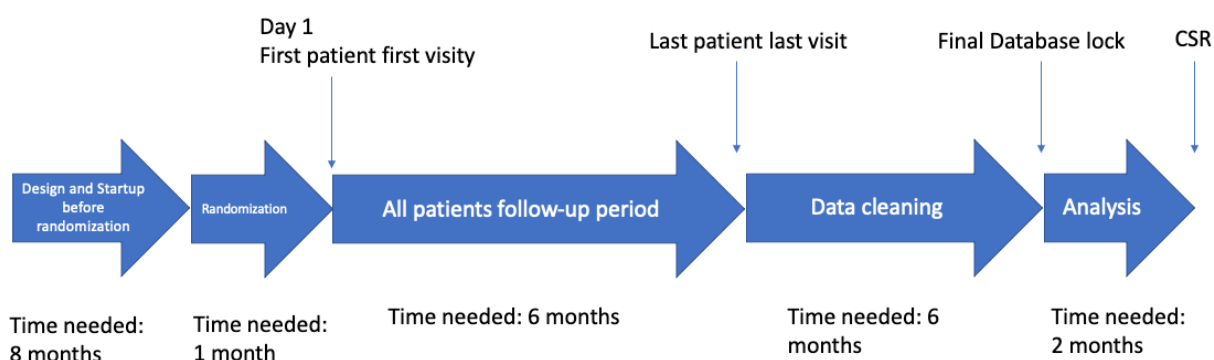 Day 1
First patient first visity
Last patient last visit
Final Database lock
CSR
Design and Startup
before
randomization
Randomization
All patients follow-up period
Data cleaning
Analysis
Time needed:
8 months
Time needed:
1 month
Time needed: 6 months
Time needed: 6
months
Time needed:
2 months